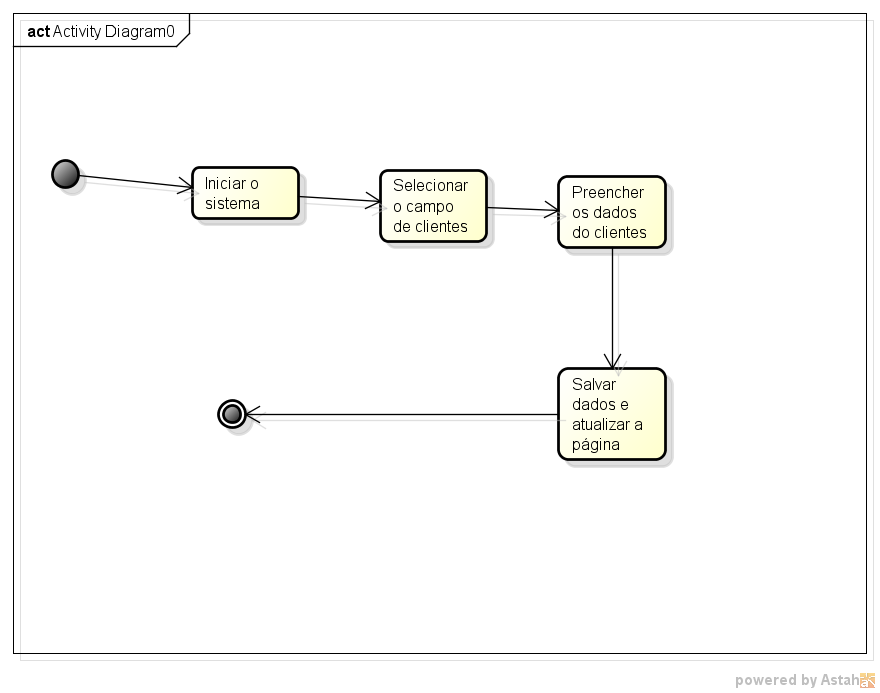 act Activity Diagram0
Iniciar o
sistema
Selecionar
o campo
de clientes
Preencher
os dados
do clientes
Salvar
dados e
atualizar a
página
powered by Astah